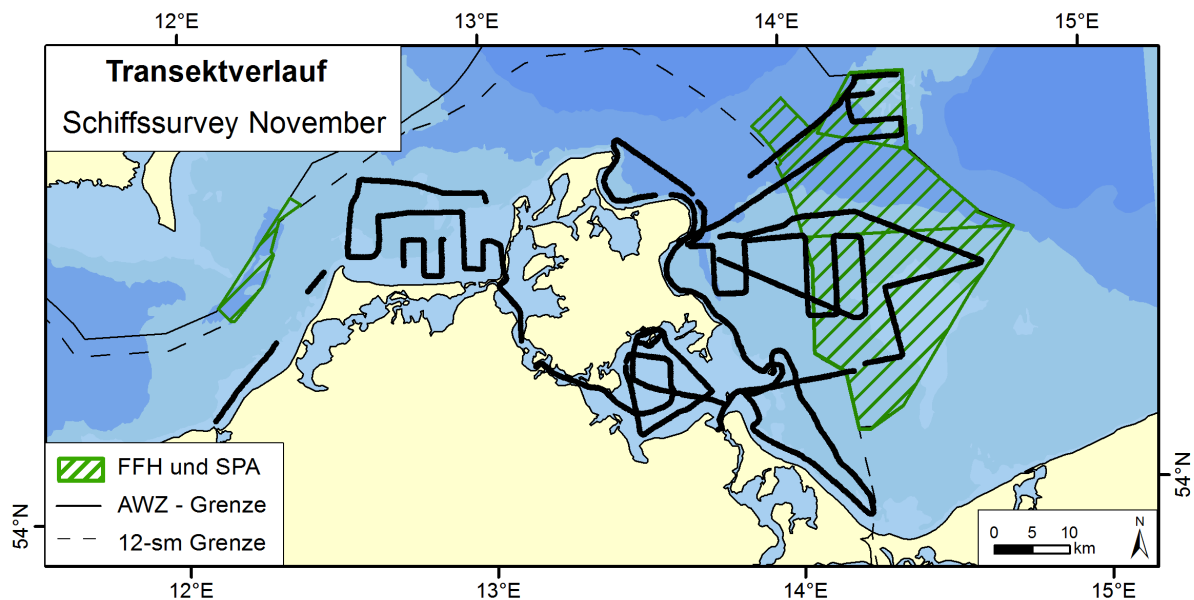 12°E 13°E 14°E 15°E
Transektverlauf
Schiffssurvey November
FFH und SPA
AWZ - Grenze
12-sm Grenze
54°N
54°N
0 5 10
km
N
12°E 13°E 14°E 15°E